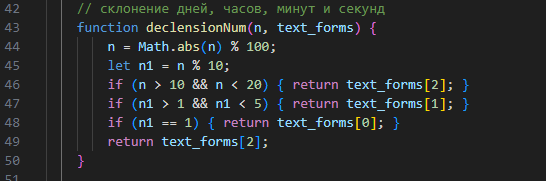 42 // склонение дней, часов, минут и секунд
43 function declensionNum(n, text_forms) {
44 n = Math.abs(n) % 100;
45 let n1 = n % 10;
46 if (n > 10 && n < 20) { return text_forms[2]; }
47 if (n1 > 1 && n1 < 5) { return text_forms[1]; }
48 if (n1 == 1) { return text_forms[0]; }
49 return text_forms[2];
50 }